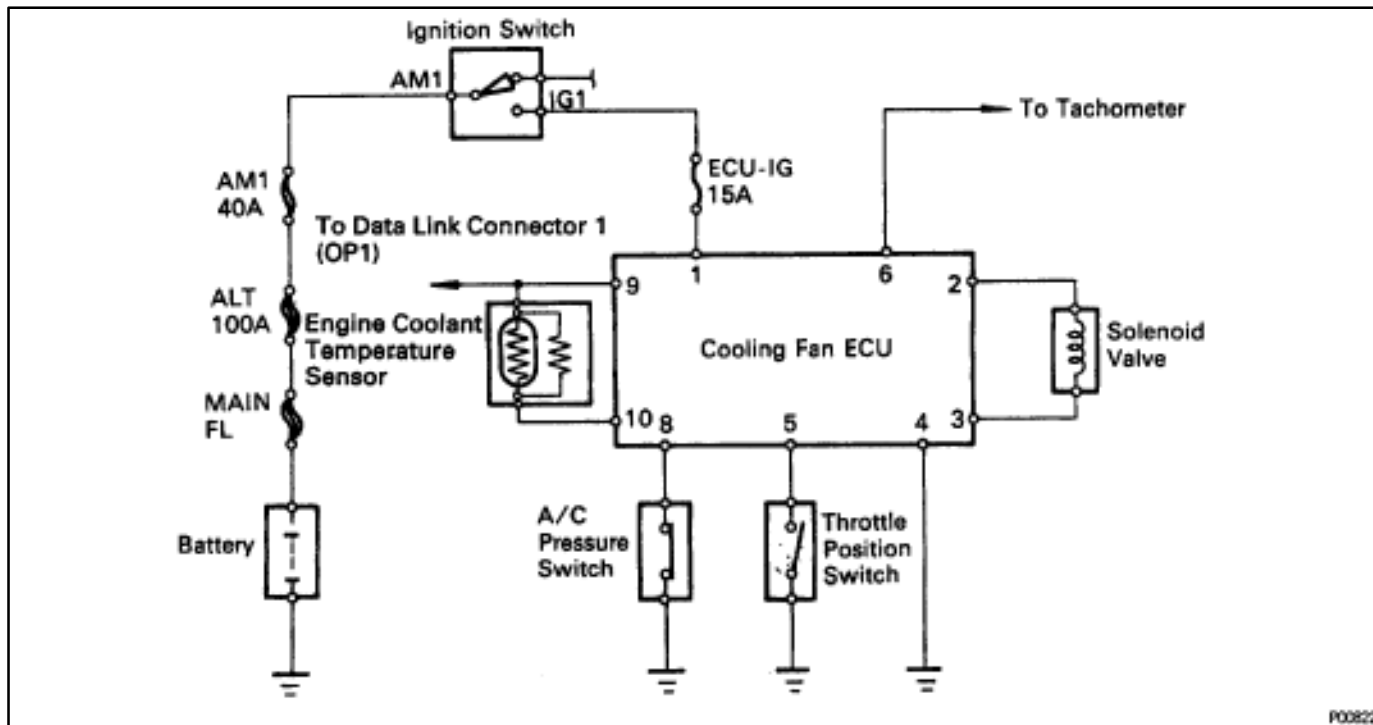 Ignition Switch
AM1
IG1
To Tachometer
AM1
40A
ECU-IG
15A
To Data Link Connector 1
(OP1)
1
6
9
2
ALT
100A
Engine Coolant
Temperature
Sensor
Cooling Fan ECU
Solenoid
Valve
MAIN
FL
10
8
5
4
3
Battery
A/C
Pressure
Switch
Throttle
Position
Switch
P00822